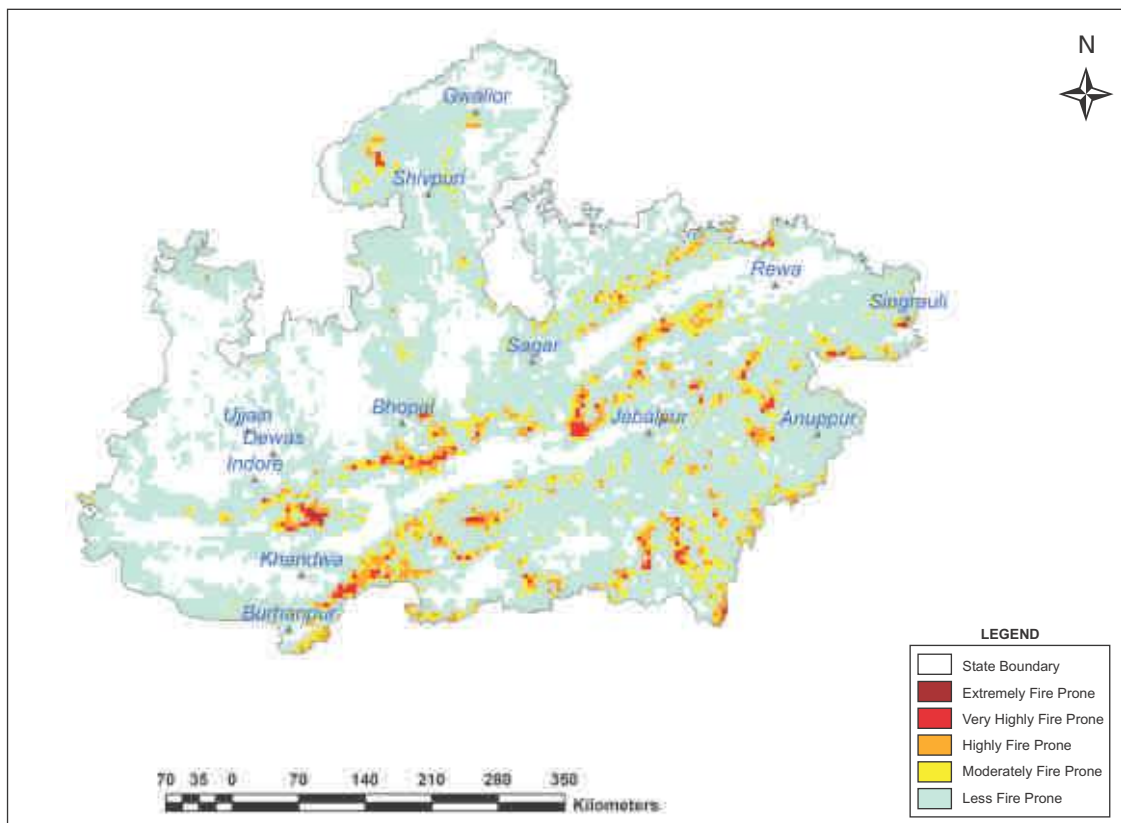 N
Gwalior
Shivpuri
Rewa
Singrauli
Sagar
Bhopal
Jabalpur
Anuppur
Ujjain
Dewas
Indore
Khandwa
Burhanpur
LEGEND
State Boundary
Extremely Fire Prone
Very Highly Fire Prone
Highly Fire Prone
Moderately Fire Prone
Less Fire Prone
70 35 0 70 140 210 280 350
Kilometers